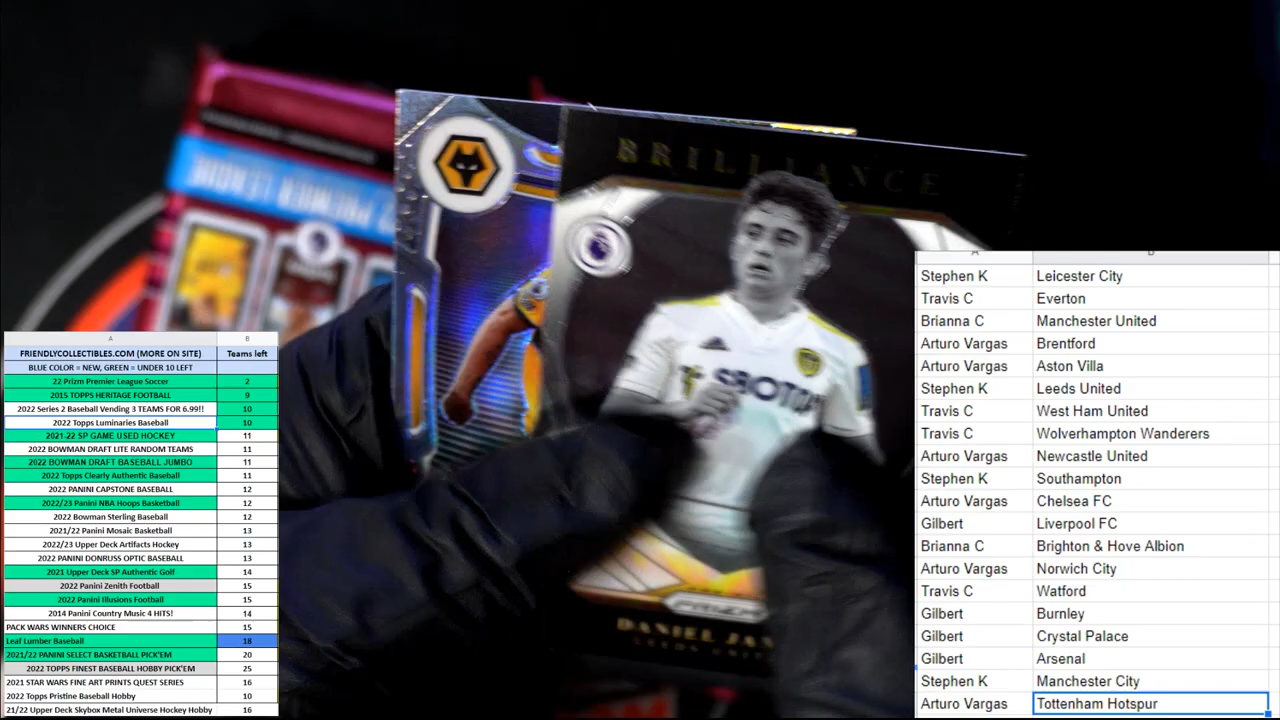 BRILLIANCE
SBOTO
DANIEL
LEEDS
A
B
FRIENDLYCOLLECTIBLES.COM (MORE ON SITE) Teams left
BLUE COLOR = NEW, GREEN = UNDER 10 LEFT
22 Prizm Premier League Soccer 2
2015 TOPPS HERITAGE FOOTBALL 9
2022 Series 2 Baseball Vending 3 TEAMS FOR 6.99!! 10
2022 Topps Luminaries Baseball 10
2021-22 SP GAME USED HOCKEY 11
2022 BOWMAN DRAFT LITE RANDOM TEAMS 11
2022 BOWMAN DRAFT BASEBALL JUMBO 11
2022 Topps Clearly Authentic Baseball 11
2022 PANINI CAPSTONE BASEBALL 12
2022/23 Panini NBA Hoops Basketball 12
2022 Bowman Sterling Baseball 12
2021/22 Panini Mosaic Basketball 13
2022/23 Upper Deck Artifacts Hockey 13
2022 PANINI DONRUSS OPTIC BASEBALL 13
2021 Upper Deck SP Authentic Golf 14
2022 Panini Zenith Football 15
2022 Panini Illusions Football 15
2014 Panini Country Music 4 HITS! 14
PACK WARS WINNERS CHOICE 15
Leaf Lumber Baseball 18
2021/22 PANINI SELECT BASKETBALL PICK'EM 20
2022 TOPPS FINEST BASEBALL HOBBY PICK'EM 25
2021 STAR WARS FINE ART PRINTS QUEST SERIES 16
2022 Topps Pristine Baseball Hobby 10
21/22 Upper Deck Skybox Metal Universe Hockey Hobby 16
Stephen K Leicester City
Travis C Everton
Brianna C Manchester United
Arturo Vargas Brentford
Arturo Vargas Aston Villa
Stephen K Leeds United
Travis C West Ham United
Travis C Wolverhampton Wanderers
Arturo Vargas Newcastle United
Stephen K Southampton
Arturo Vargas Chelsea FC
Gilbert Liverpool FC
Brianna C Brighton & Hove Albion
Arturo Vargas Norwich City
Travis C Watford
Gilbert Burnley
Gilbert Crystal Palace
Gilbert Arsenal
Stephen K Manchester City
Arturo Vargas Tottenham Hotspur